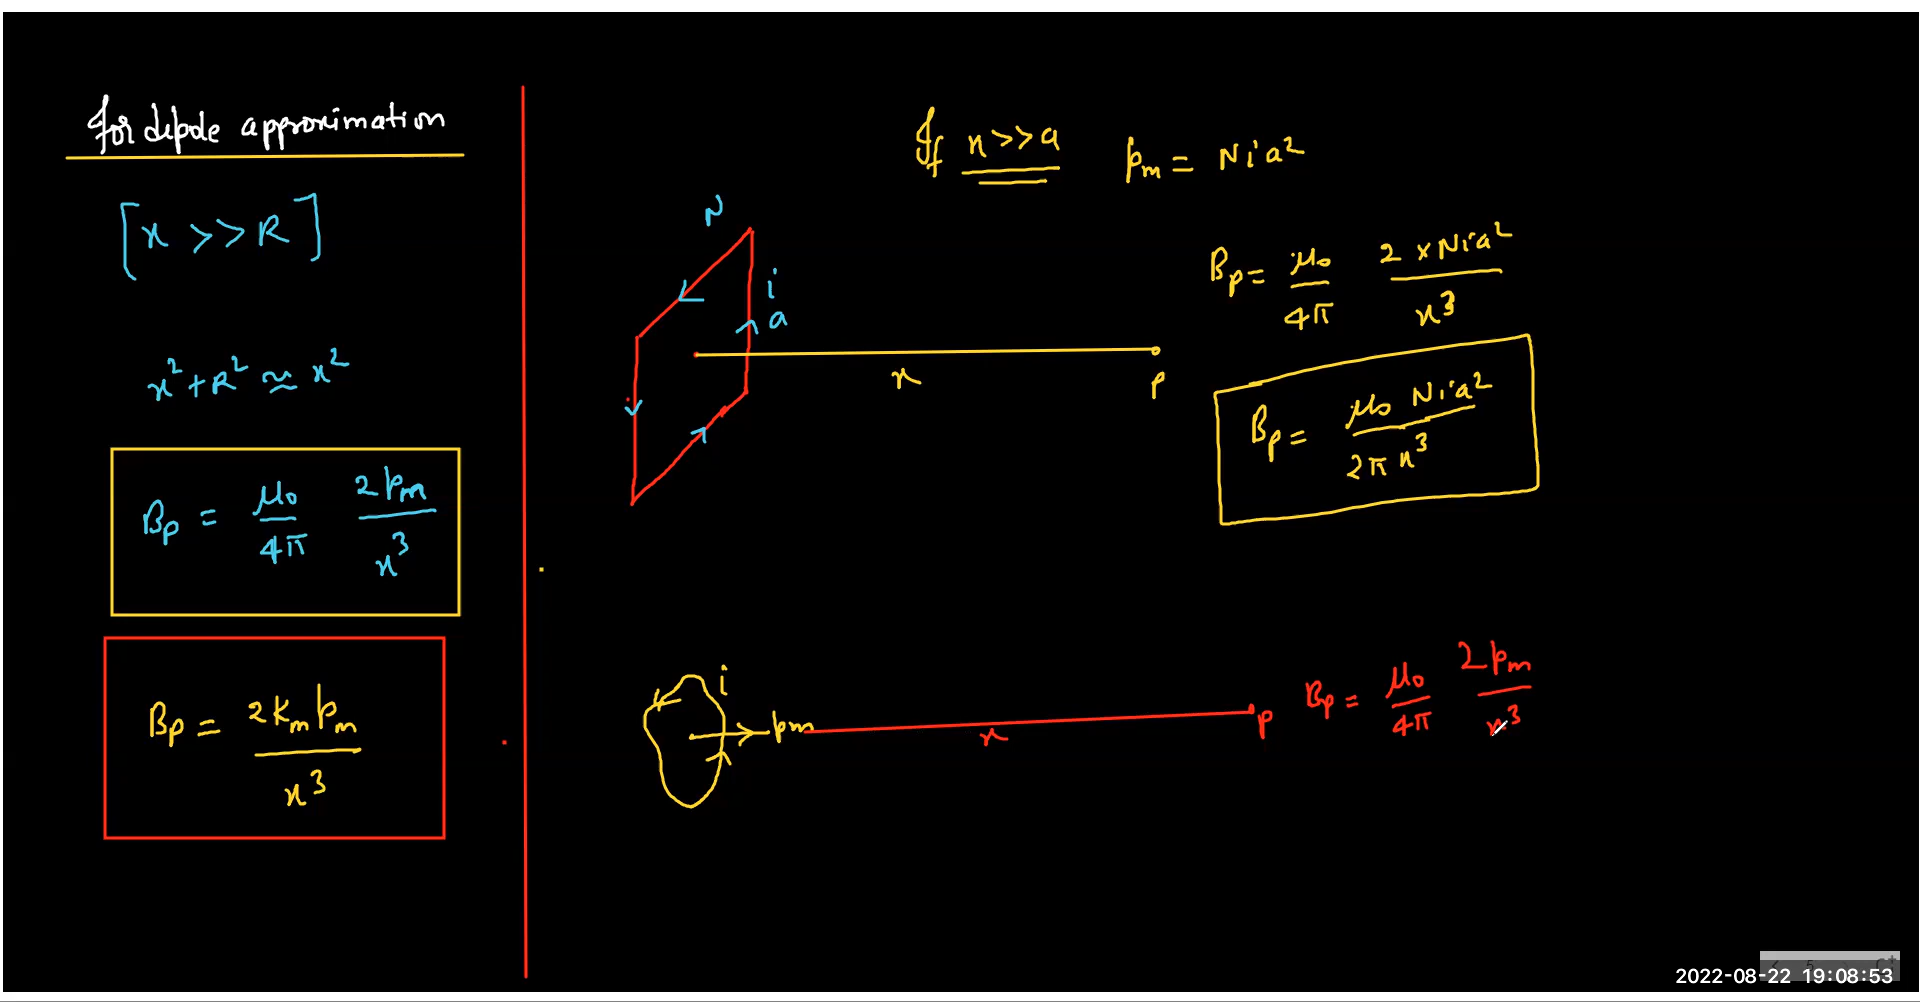 For dipole approximation
[x >> R]
x² + R² ≃ x²
Bp = μ₀/4π 2pm/x³
Bp = 2Km pm/x³
If x >> a pm = Nia²
N
i
a
x
P
Bp = μ₀/4π 2 × Nia²/x³
Bp = μ₀ Nia²/2π x³
i
pm
x
P
Bp = μ₀/4π 2pm/x³
2022-08-22 19:08:53